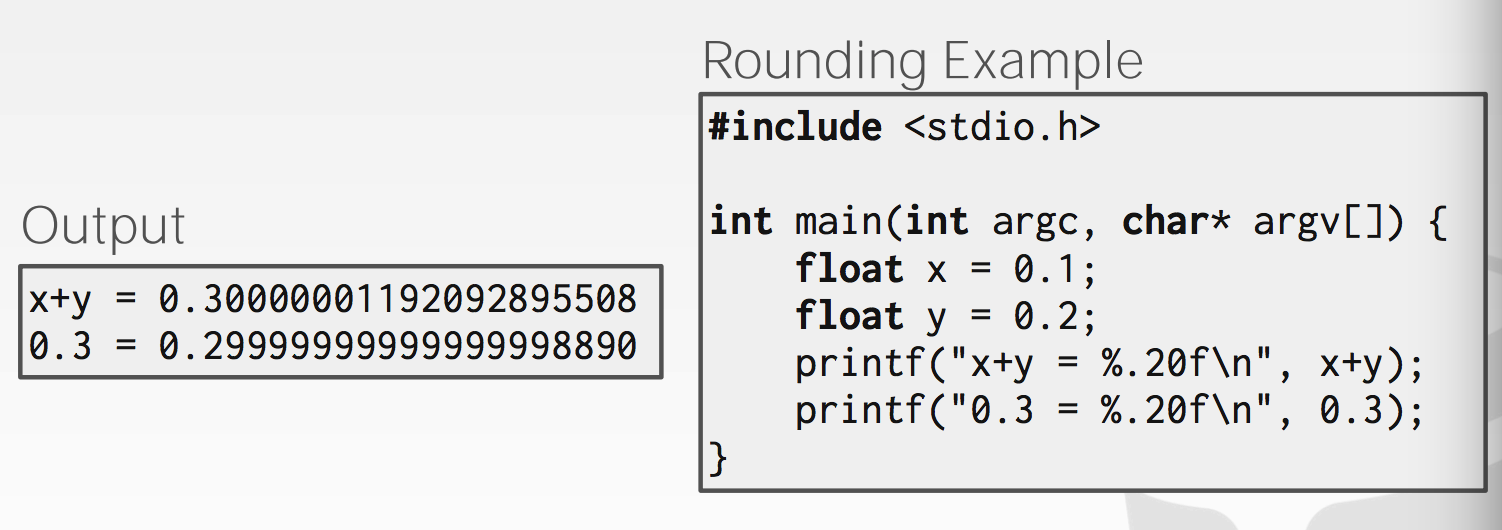 Rounding Example
#include <stdio.h>
int main(int argc, char* argv[]) {
    float x = 0.1;
    float y = 0.2;
    printf("x+y = %.20f\n", x+y);
    printf("0.3 = %.20f\n", 0.3);
}
Output
x+y = 0.30000001192092895508
0.3 = 0.29999999999999998890